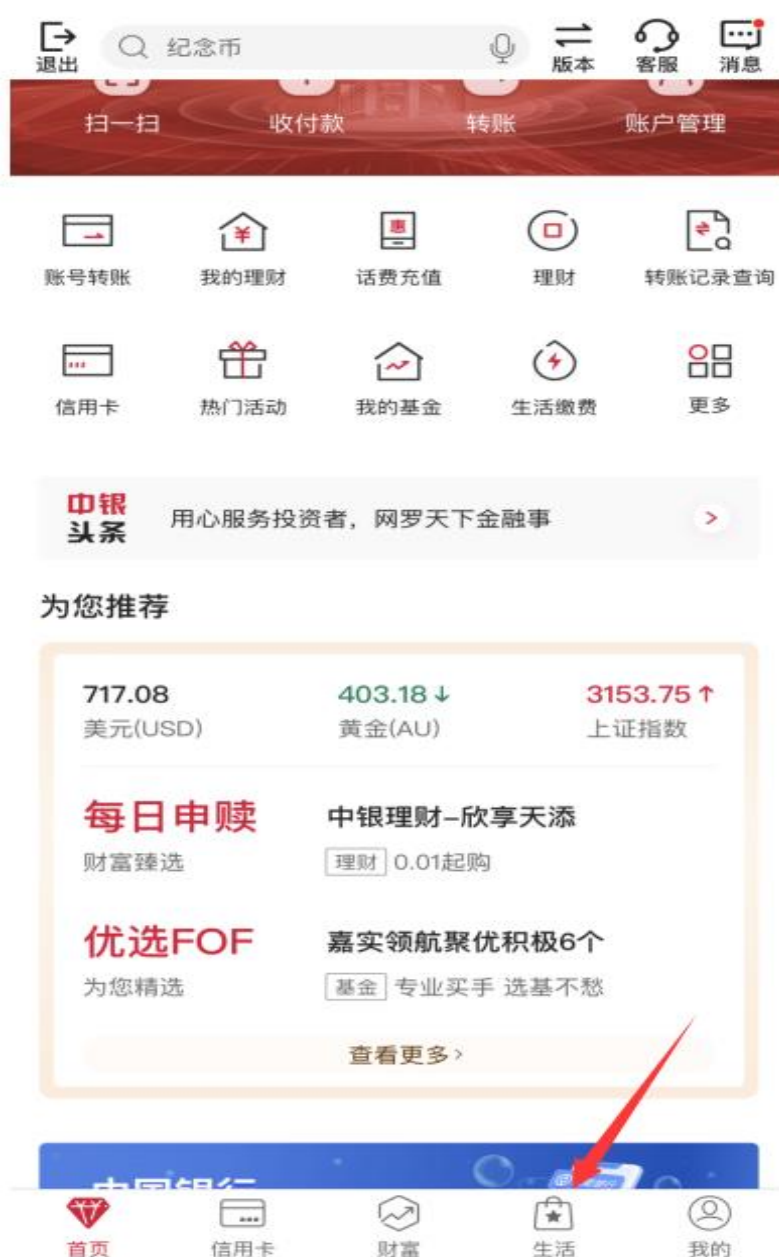 纪念币
退出 版本 客服 消息
扫一扫 收付款 转账 账户管理
账号转账 我的理财 话费充值 理财 转账记录查询
信用卡 热门活动 我的基金 生活缴费 更多
中银
头条
用心服务投资者，网罗天下金融事
为您推荐
717.08 403.18↓ 3153.75↑
美元(USD) 黄金(AU) 上证指数
每日申赎 中银理财-欣享天添
财富臻选 理财 0.01起购
优选FOF 嘉实领航聚优积极6个
为您精选 基金 专业买手 选基不愁
查看更多>
中国银行
首页 信用卡 财富 生活 我的